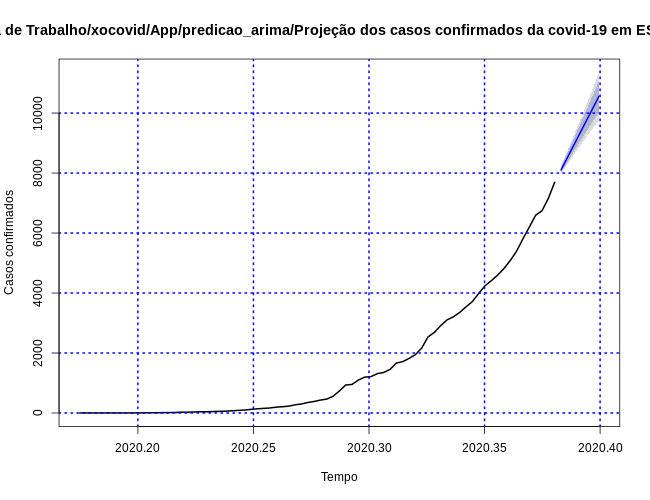 de Trabalho/xocovid/App/predicao_arima/Projeção dos casos confirmados da covid-19 em ES
10000
8000
6000
4000
2000
0
Casos confirmados
2020.20 2020.25 2020.30 2020.35 2020.40
Tempo